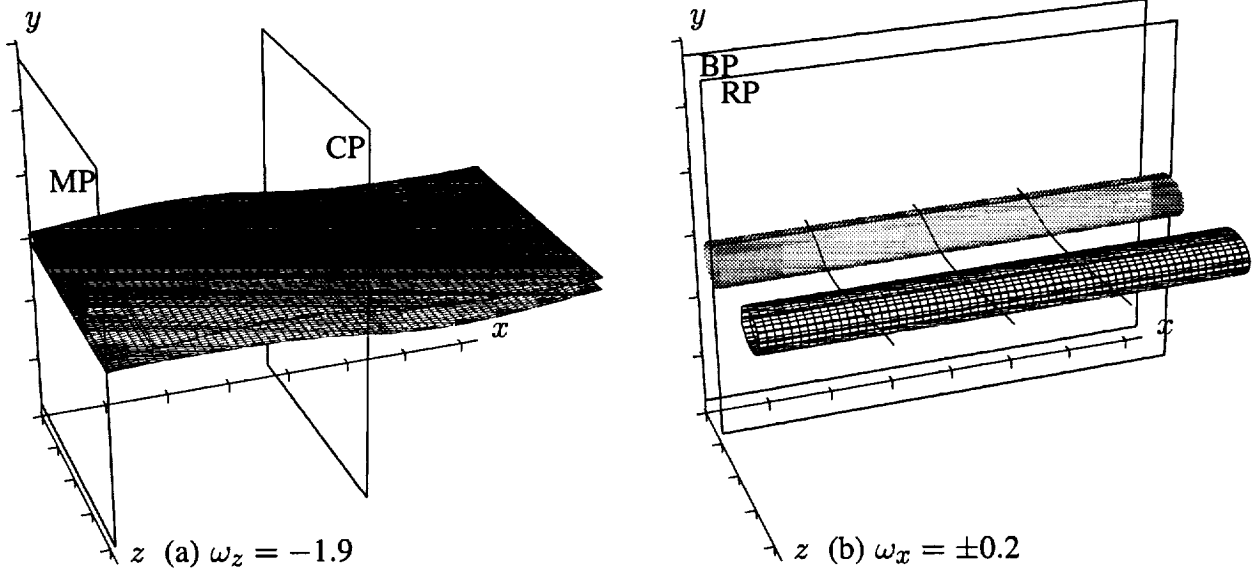 y
MP
CP
x
z (a) ω_z = −1.9
y
BP
RP
x
z (b) ω_x = ±0.2